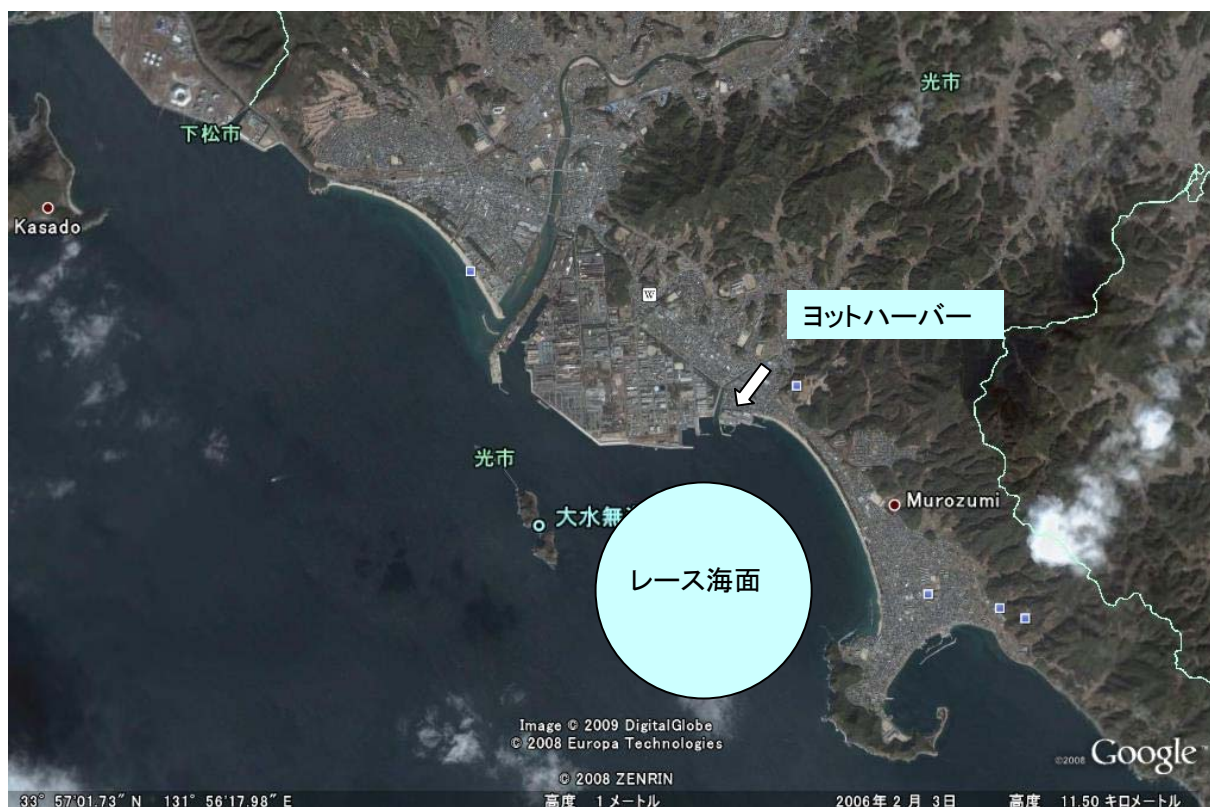 光市
下松市
Kasado
W
ヨットハーバー
光市
Murozumi
大水無
レース海面
Image © 2009 DigitalGlobe
© 2008 Europa Technologies
© 2008 ZENRIN
©2008 Google
33° 57'01.73" N 131° 56'17.98" E 高度 1 メートル 2006年 2 月 3日 高度 11.50 キロメートル